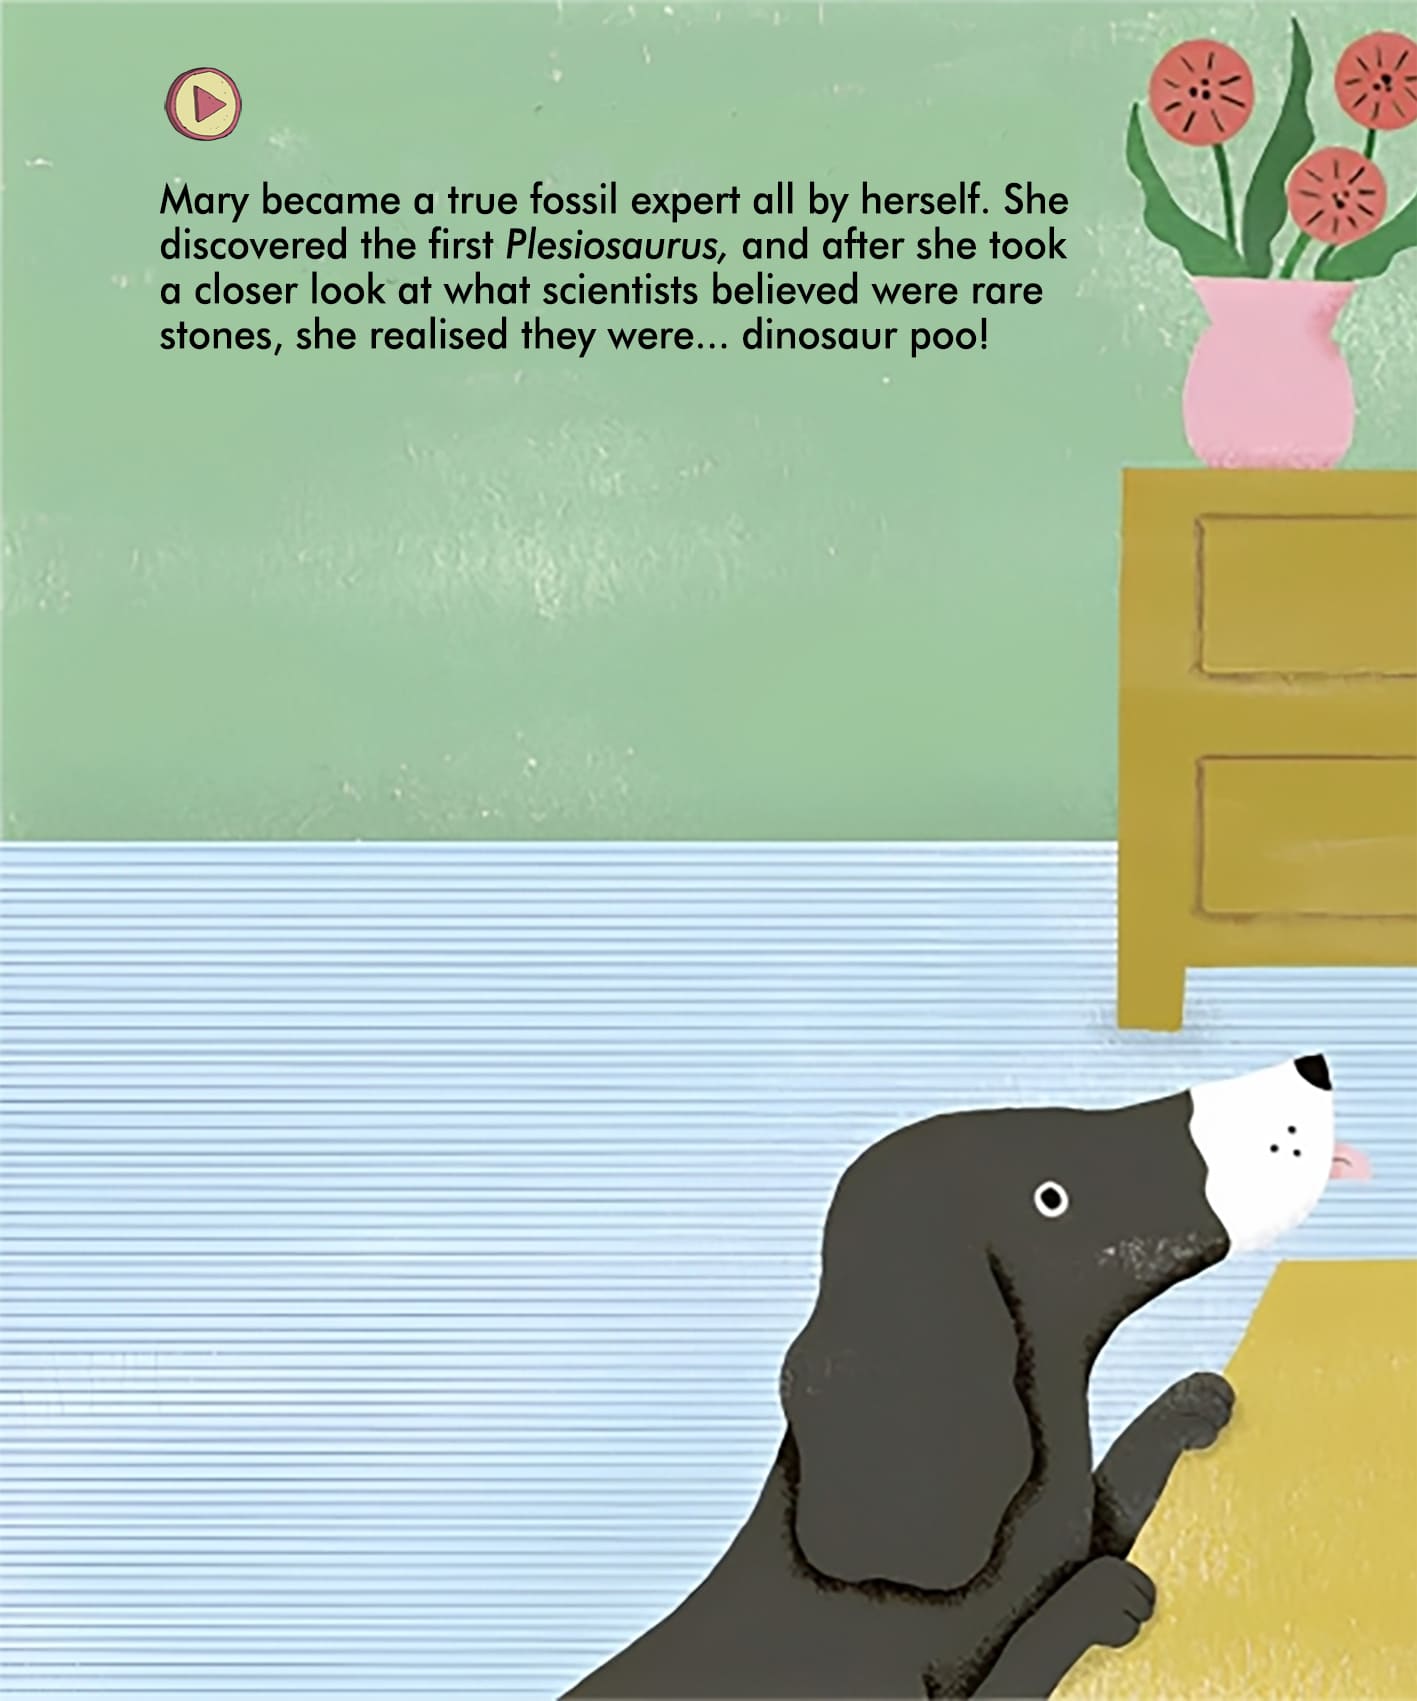 Mary became a true fossil expert all by herself. She
discovered the first Plesiosaurus, and after she took
a closer look at what scientists believed were rare
stones, she realised they were... dinosaur poo!